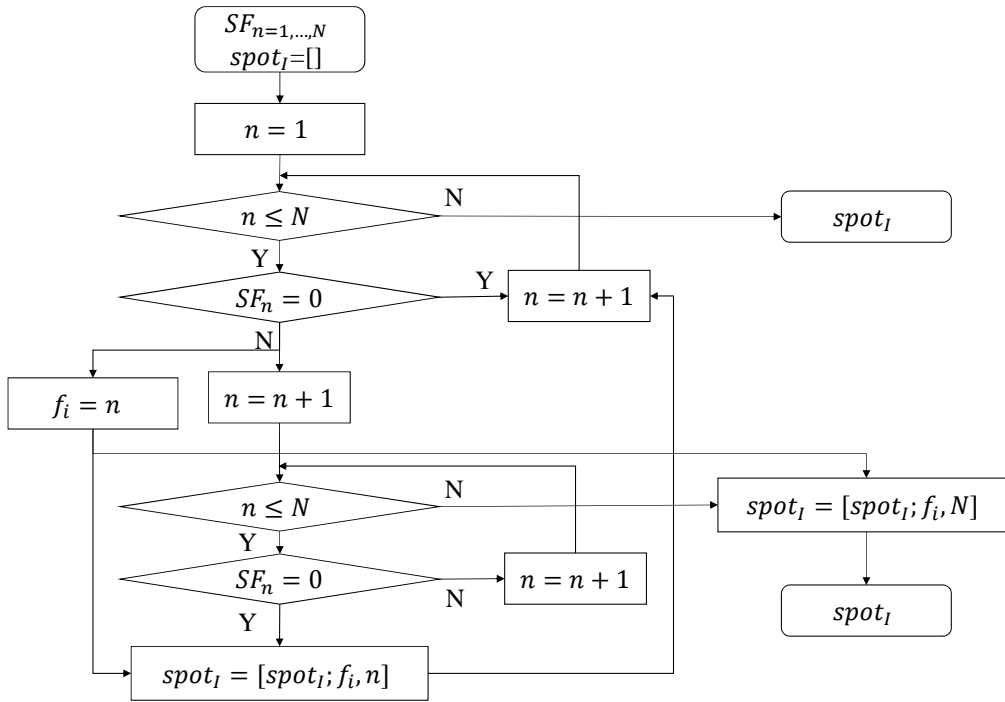 SF_{n=1,…,N}
spot_I=[]
n = 1
N
n ≤ N
spot_I
Y
Y
SF_n = 0
n = n + 1
N
f_i = n
n = n + 1
N
n ≤ N
spot_I = [spot_I; f_i, N]
Y
SF_n = 0
n = n + 1
N
spot_I
Y
spot_I = [spot_I; f_i, n]